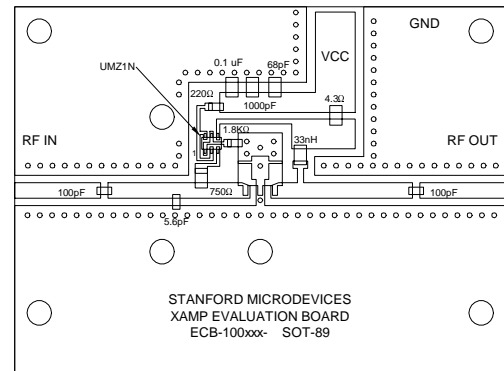 GND
0.1 uF
68pF
VCC
UMZ1N
220Ω
1000pF
4.3Ω
RF IN
1.8KΩ
33nH
RF OUT
1
100pF
750Ω
100pF
5.6pF
STANFORD MICRODEVICES
XAMP EVALUATION BOARD
ECB-100xxx- SOT-89